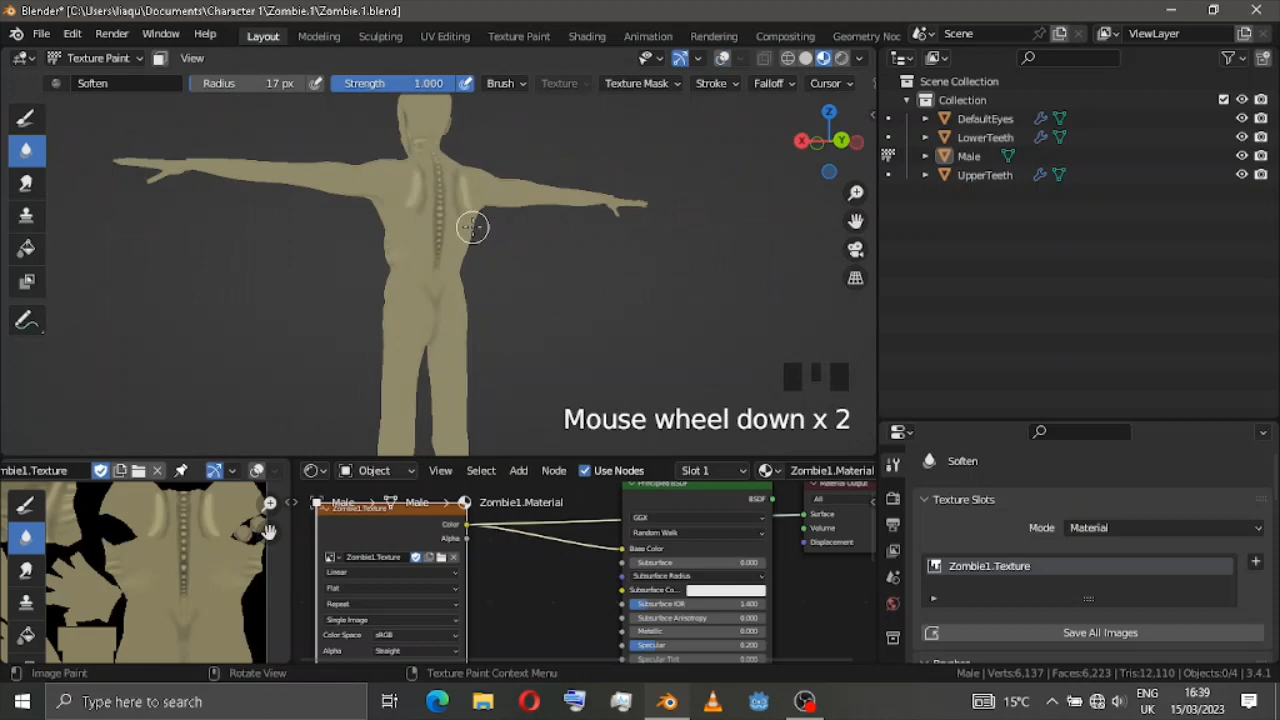 Blender* [C:\Users\liaqu\Documents\Character 1\Zombie.1\Zombie.1.blend]
File Edit Render Window Help
Layout Modeling Sculpting UV Editing Texture Paint Shading Animation Rendering Compositing Geometry Noc
Scene
ViewLayer
Texture Paint View
Soften
Radius 17 px
Strength 1.000
Brush Texture Texture Mask Stroke Falloff Cursor
Z
X
Y
Scene Collection
Collection
DefaultEyes
LowerTeeth
Male
UpperTeeth
Mouse wheel down x 2
mbie1.Texture
Object View Select Add Node Use Nodes Slot 1 Zombie1.Material
Male Male Zombie1.Material
Zombie1.Texture
Color
Alpha
Zombie1.Texture
Linear
Flat
Repeat
Single Image
Color Space sRGB
Alpha Straight
Principled BSDF
BSDF
GGX
Random Walk
Base Color
Subsurface 0.000
Subsurface Radius
Subsurface Co...
Subsurface IOR 1.400
Subsurface Anisotropy 0.000
Metallic 0.000
Specular 0.200
Specular Tint 0.000
Material Output
All
Surface
Volume
Displacement
Soften
Texture Slots
Mode Material
Zombie1.Texture
Save All Images
Image Paint
Rotate View
Texture Paint Context Menu
Male | Verts:6,137 | Faces:6,223 | Tris:12,110 | Objects:0/4 | 3.4.1
Type here to search
15°C
ENG
UK
16:39
15/03/2023